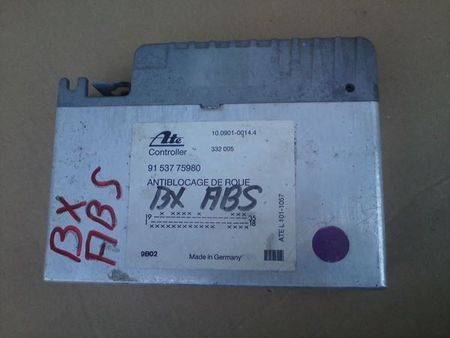 BX
ABS
Ate
Controller
10.0901-0014.4
332 005
91 537 75980
ANTIBLOCAGE DE ROUE
BX ABS
19
9B02
Made in Germany
ATE L 101-1057